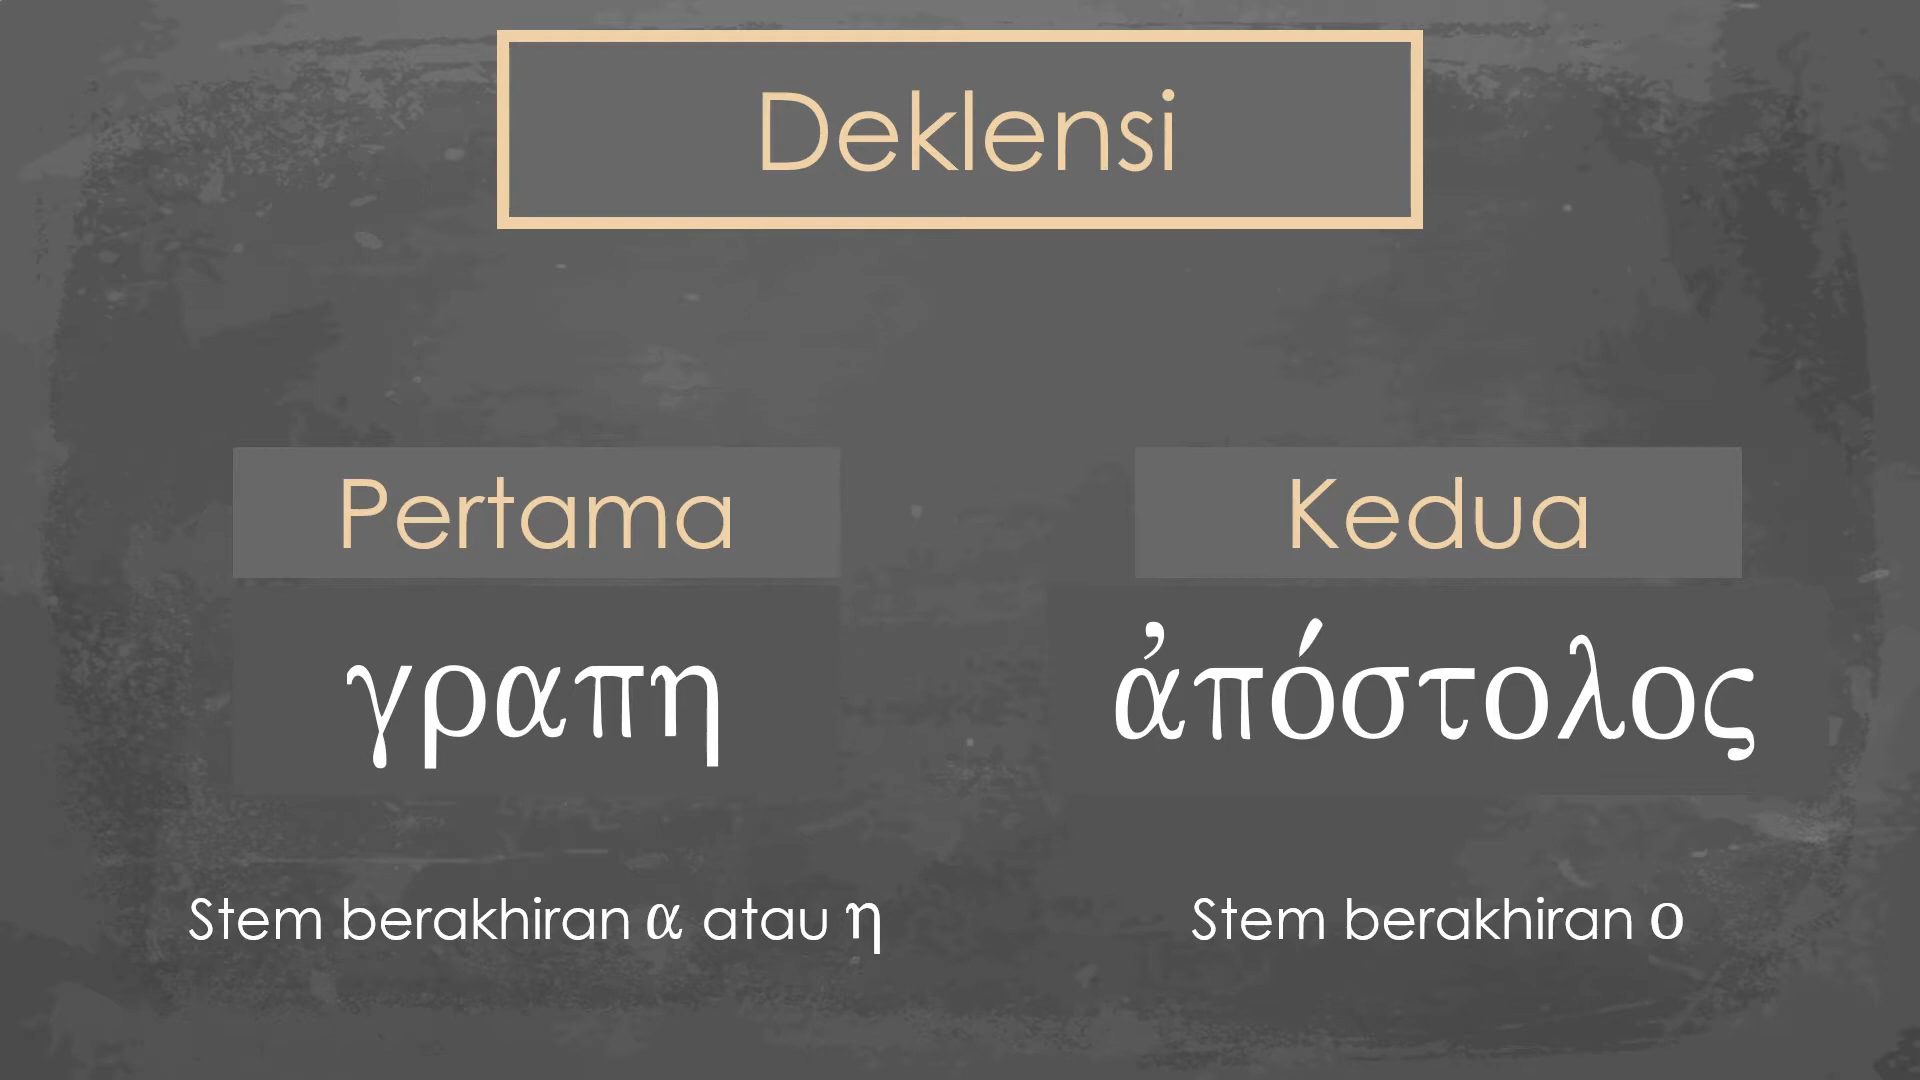 Deklensi
Pertama
Kedua
γραπη
ἀπόστολος
Stem berakhiran α atau η
Stem berakhiran ο